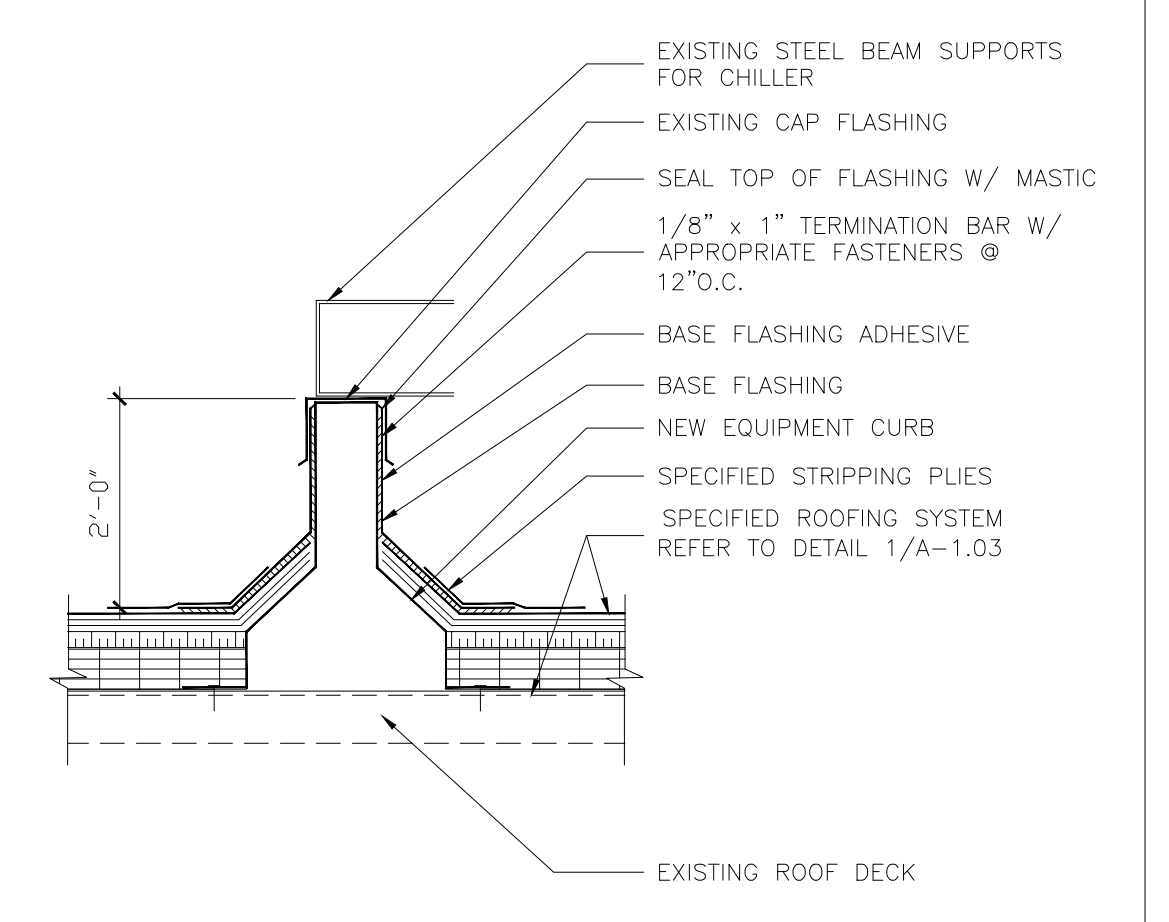 EXISTING STEEL BEAM SUPPORTS
FOR CHILLER
EXISTING CAP FLASHING
SEAL TOP OF FLASHING W/ MASTIC
1/8" x 1" TERMINATION BAR W/
APPROPRIATE FASTENERS @
12"O.C.
BASE FLASHING ADHESIVE
BASE FLASHING
NEW EQUIPMENT CURB
SPECIFIED STRIPPING PLIES
SPECIFIED ROOFING SYSTEM
REFER TO DETAIL 1/A-1.03
2'-0"
EXISTING ROOF DECK